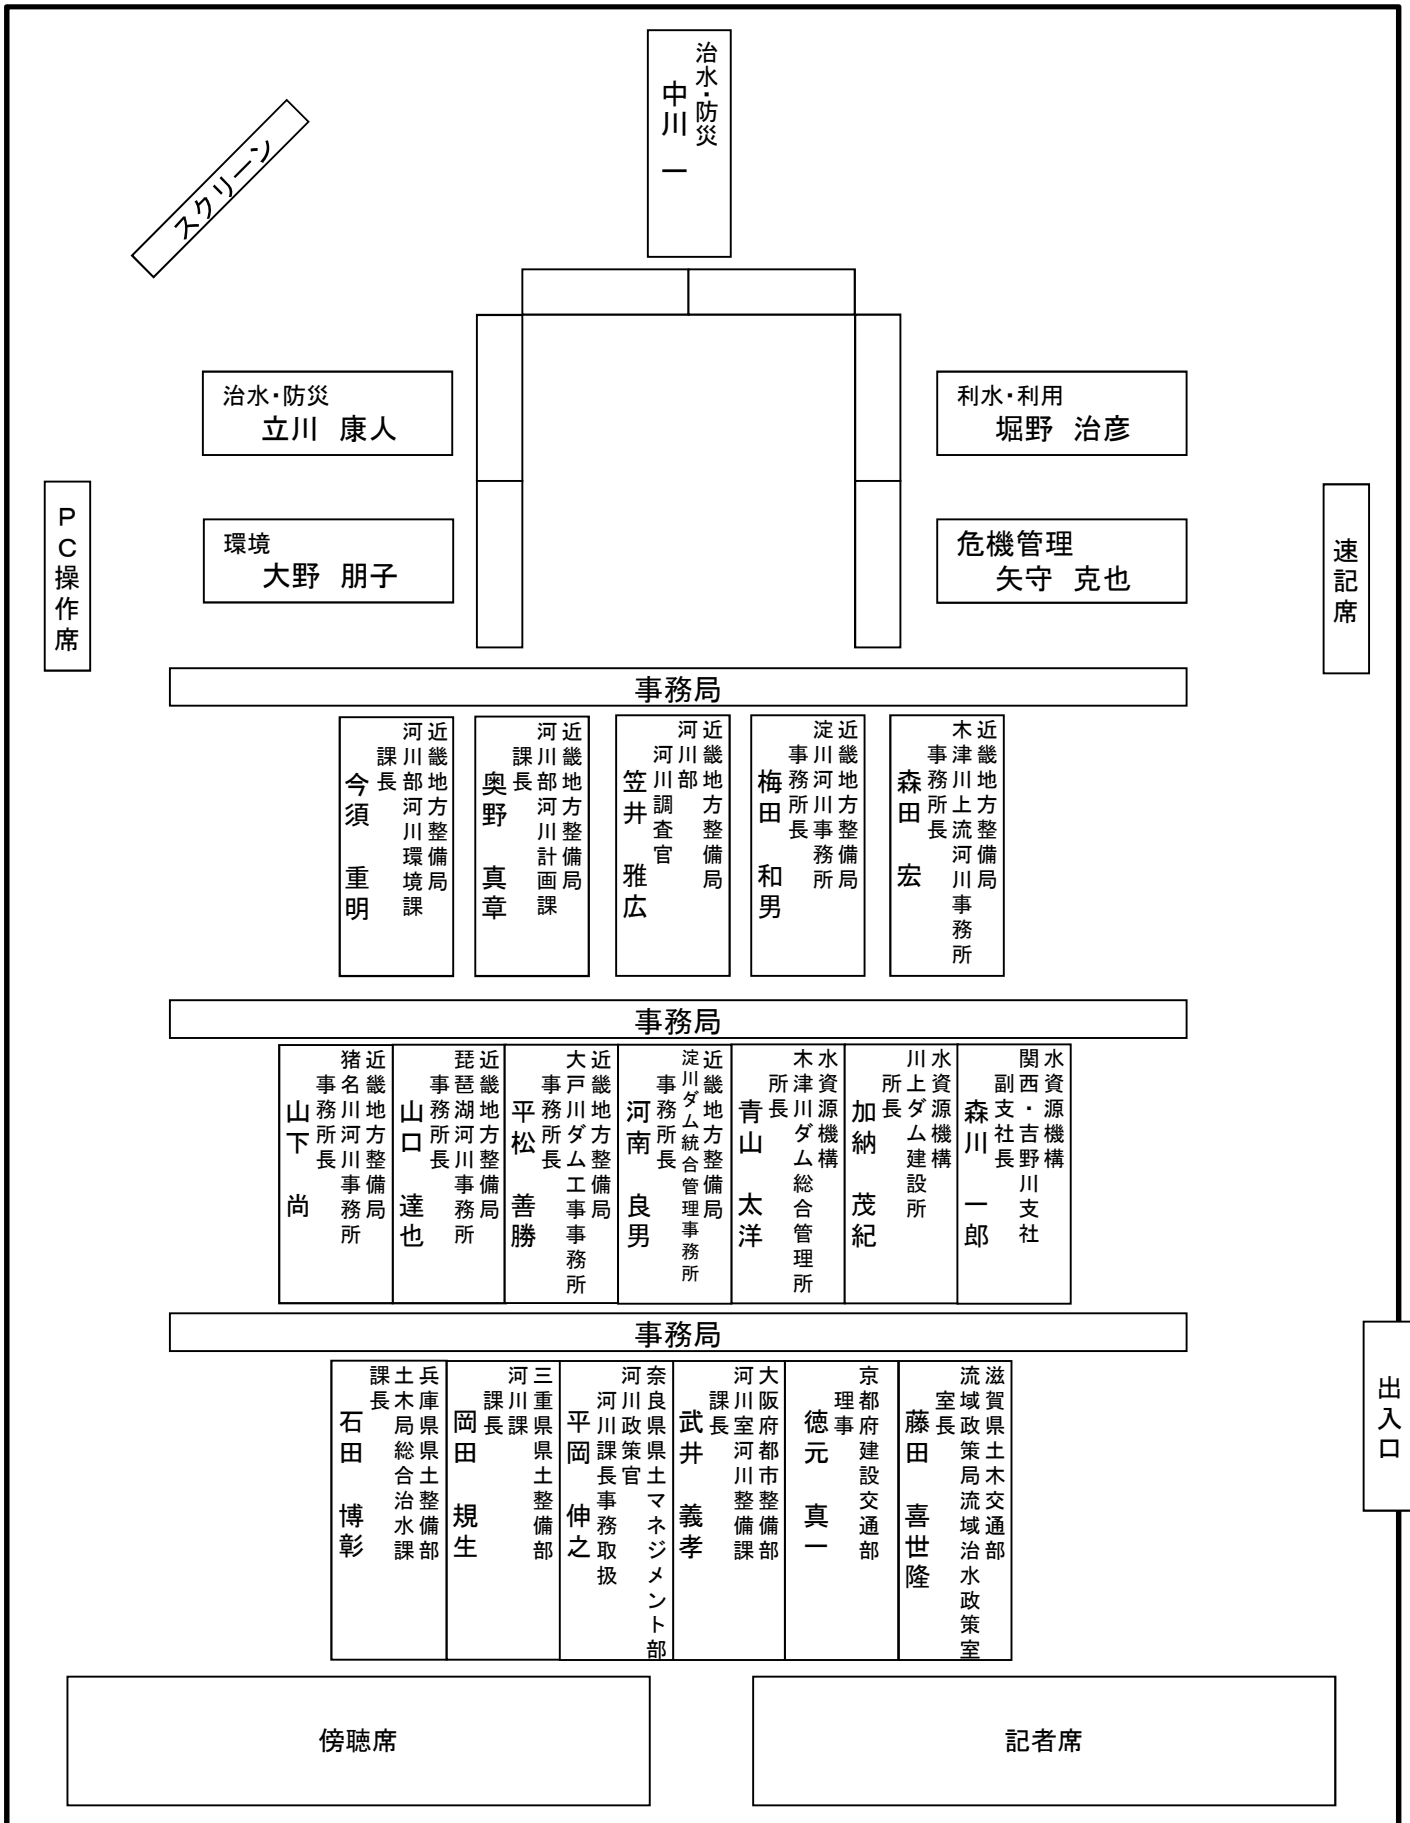 治水・防災
中川　一
スクリーン
治水・防災
立川　康人
利水・利用
堀野　治彦
環境
大野　朋子
危機管理
矢守　克也
ＰＣ操作席
速記席
事務局
近畿地方整備局
河川部河川環境課
課長
今須　重明
近畿地方整備局
河川部河川計画課
課長
奥野　真章
近畿地方整備局
河川部
河川調査官
笠井　雅広
近畿地方整備局
淀川河川事務所
事務所長
梅田　和男
近畿地方整備局
木津川上流河川事務所
事務所長
森田　宏
事務局
近畿地方整備局
猪名川河川事務所
事務所長
山下　尚
近畿地方整備局
琵琶湖河川事務所
事務所長
山口　達也
近畿地方整備局
大戸川ダム工事事務所
事務所長
平松　善勝
近畿地方整備局
淀川ダム統合管理事務所
事務所長
河南　良男
水資源機構
木津川ダム総合管理所
所長
青山　太洋
水資源機構
川上ダム建設所
所長
加納　茂紀
水資源機構
関西・吉野川支社
副支社長
森川　一郎
事務局
兵庫県県土整備部
土木局総合治水課
課長
石田　博彰
三重県県土整備部
河川課
課長
岡田　規生
奈良県県土マネジメント部
河川政策官
河川課長事務取扱
平岡　伸之
大阪府都市整備部
河川室河川整備課
課長
武井　義孝
京都府建設交通部
理事
徳元　真一
滋賀県土木交通部
流域政策局流域治水政策室
室長
藤田　喜世隆
出入口
傍聴席
記者席